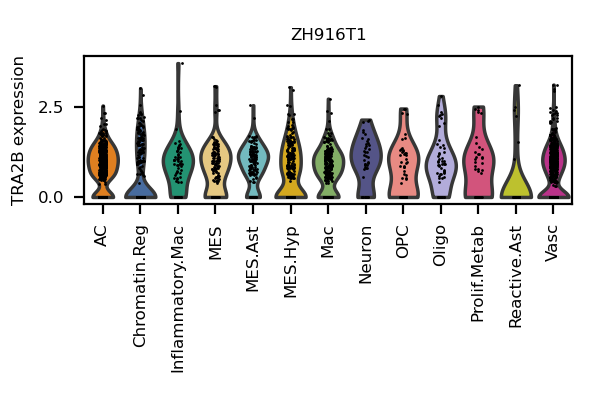 ZH916T1
TRA2B expression
2.5
0.0
AC
Chromatin.Reg
Inflammatory.Mac
MES
MES.Ast
MES.Hyp
Mac
Neuron
OPC
Oligo
Prolif.Metab
Reactive.Ast
Vasc